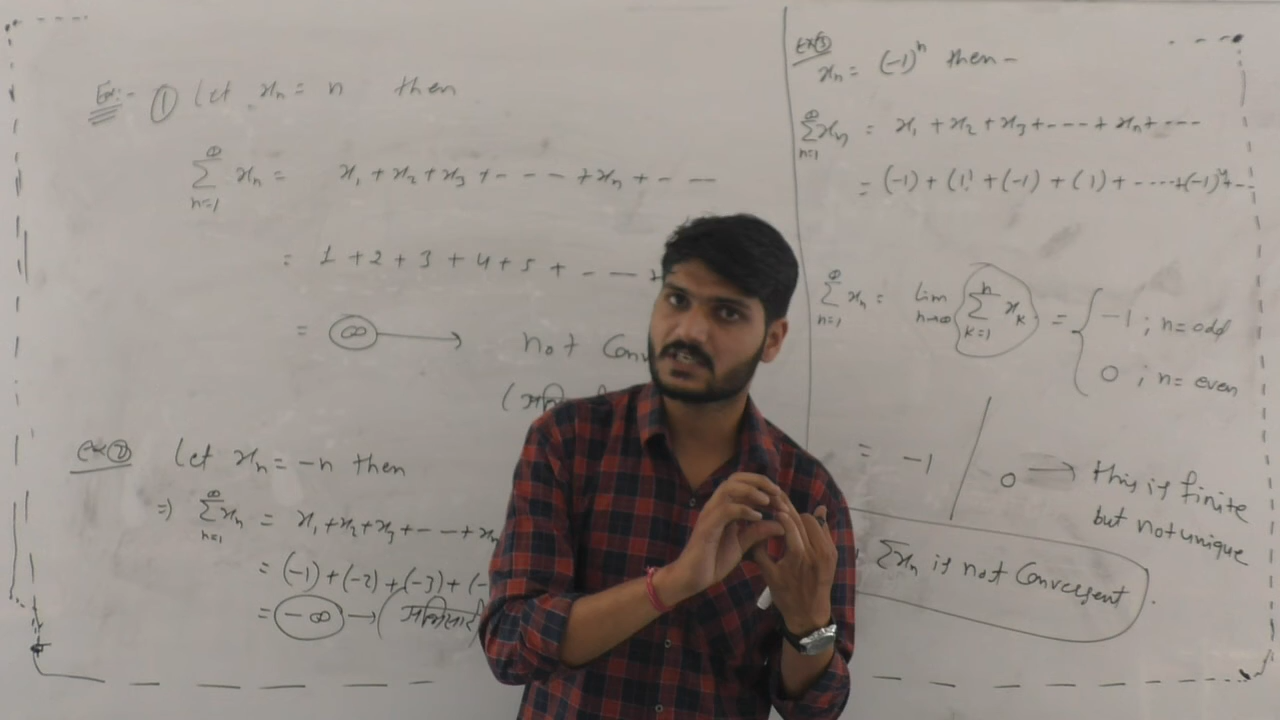 Ex:- ① Let xₙ = n then
∞∑n=1 xₙ = x₁ + x₂ + x₃ + - - - + xₙ + - --
= 1 + 2 + 3 + 4 + 5 + - --
= ∞ → not
ex② Let xₙ = -n then
⇒ ∞∑n=1 xₙ = x₁ + x₂ + x₃ + - - + xₙ
= (-1) + (-2) + (-3) + (-
= -∞ →
ex③
xₙ = (-1)ⁿ then -
∞∑n=1 xₙ = x₁ + x₂ + x₃ + - - - + xₙ + - - -
= (-1) + (1) + (-1) + (1) + - - - - + (-1)ⁿ + - -
∞∑n=1 xₙ = lim n→∞ n∑k=1 xₖ = { -1 ; n = odd
0 ; n = even
= -1 / 0 → this is finite
but not unique
∑xₙ is not Convergent.